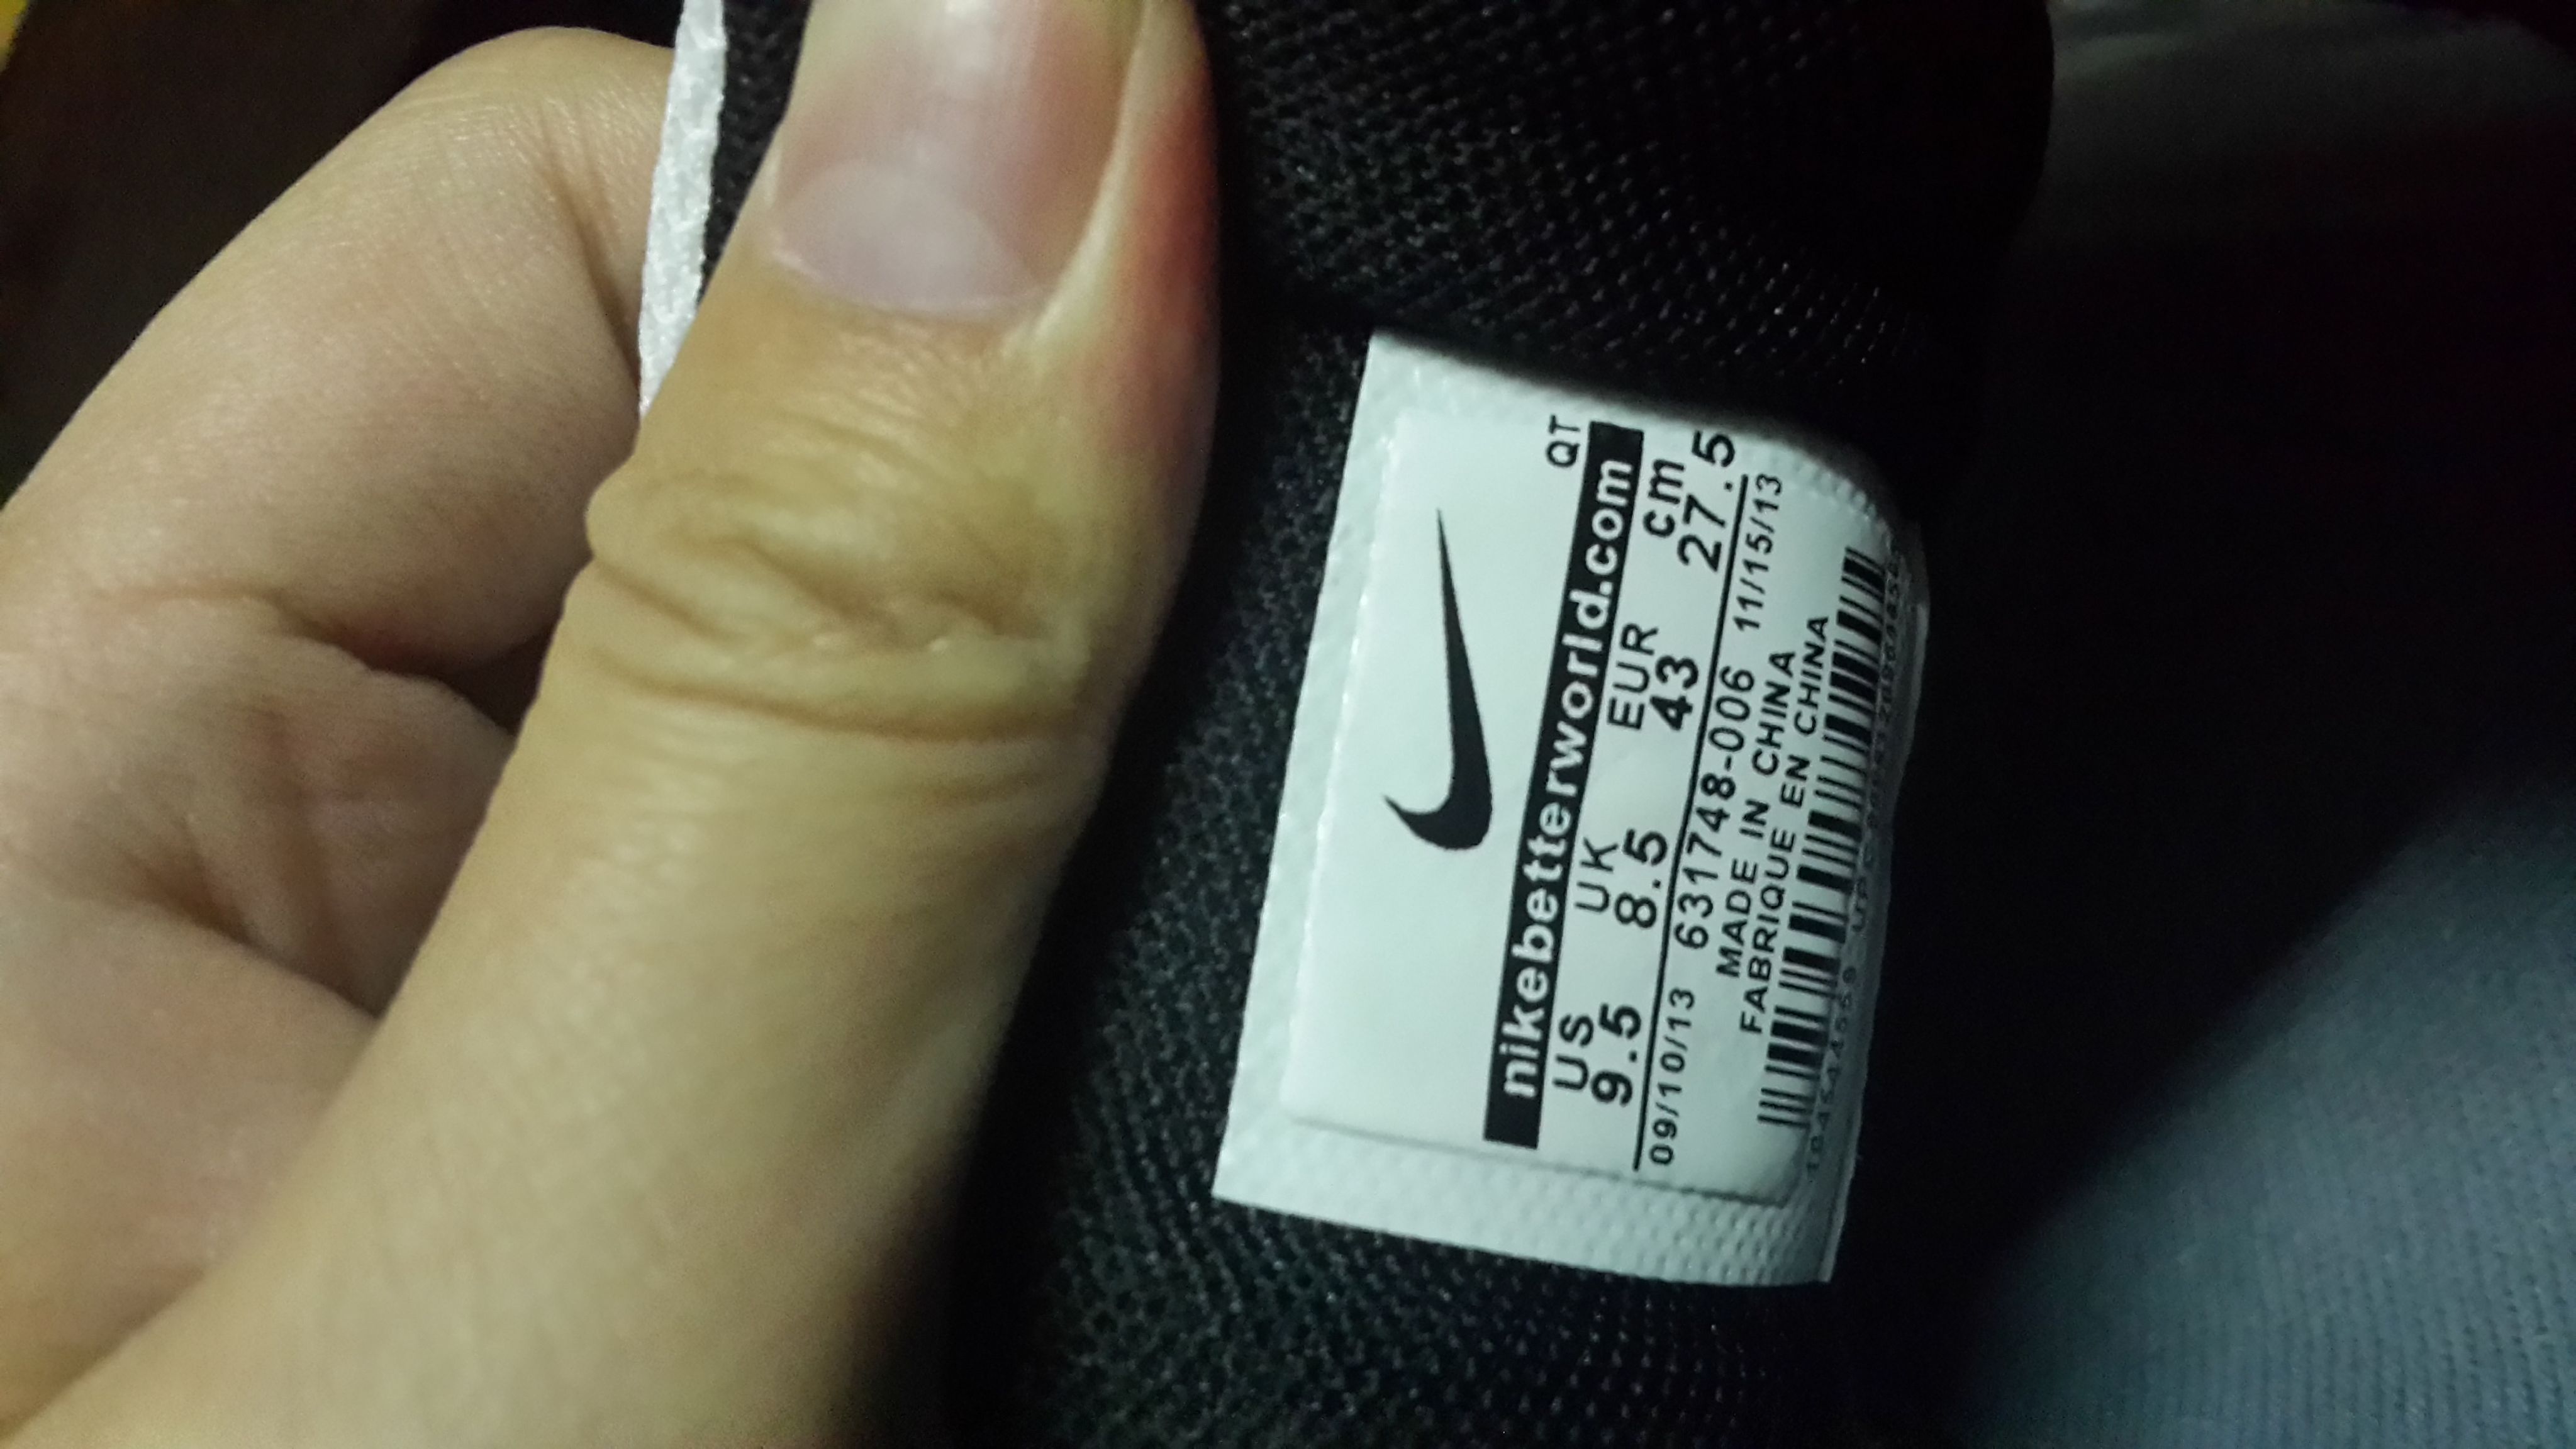 QT
nikebetterworld.com
US UK EUR cm
9.5 8.5 43 27.5
09/10/13 631748-006 11/15/13
MADE IN CHINA
FABRIQUE EN CHINA